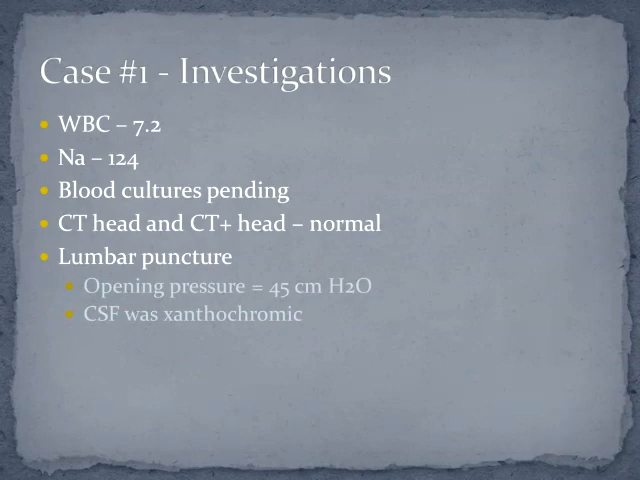 Case #1 - Investigations
• WBC – 7.2
• Na – 124
• Blood cultures pending
• CT head and CT+ head – normal
• Lumbar puncture
• Opening pressure = 45 cm H2O
• CSF was xanthochromic